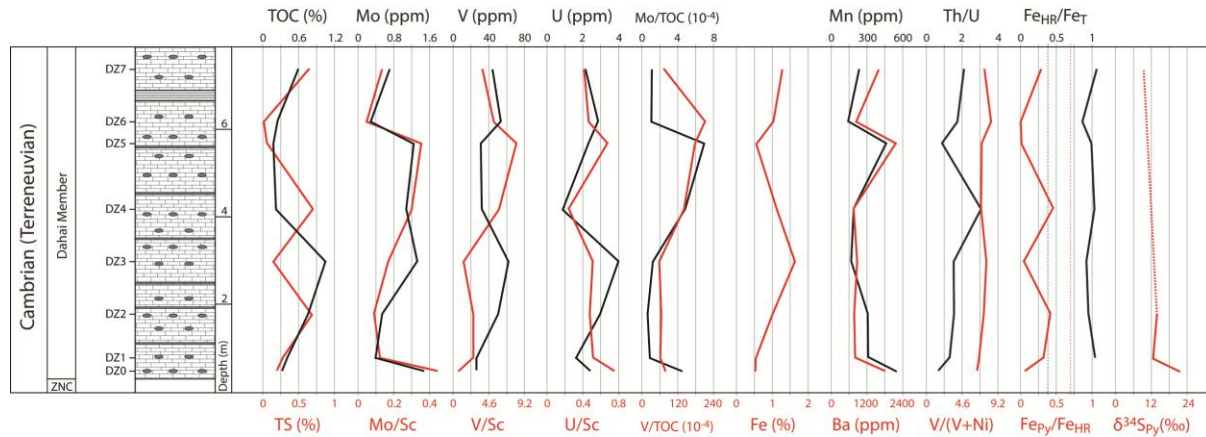 TOC (%) Mo (ppm) V (ppm) U (ppm) Mo/TOC (10⁻⁴) Mn (ppm) Th/U Fe_HR/Fe_T
0 0.6 1.2 0 0.8 1.6 0 40 80 0 2 4 0 4 8 0 300 600 0 2 4 0 0.5 1
Cambrian (Terreneuvian)
Dahai Member
ZNC
DZ7
DZ6
6
DZ5
DZ4
4
DZ3
2
DZ2
DZ1
DZ0
Depth (m)
0 0.5 1 0 0.2 0.4 0 4.6 9.2 0 0.4 0.8 0 120 240 0 1 2 0 1200 2400 0 4.6 9.2 0 0.5 1 0 12 24
TS (%) Mo/Sc V/Sc U/Sc V/TOC (10⁻⁴) Fe (%) Ba (ppm) V/(V+Ni) Fe_Py/Fe_HR δ³⁴S_Py(‰)